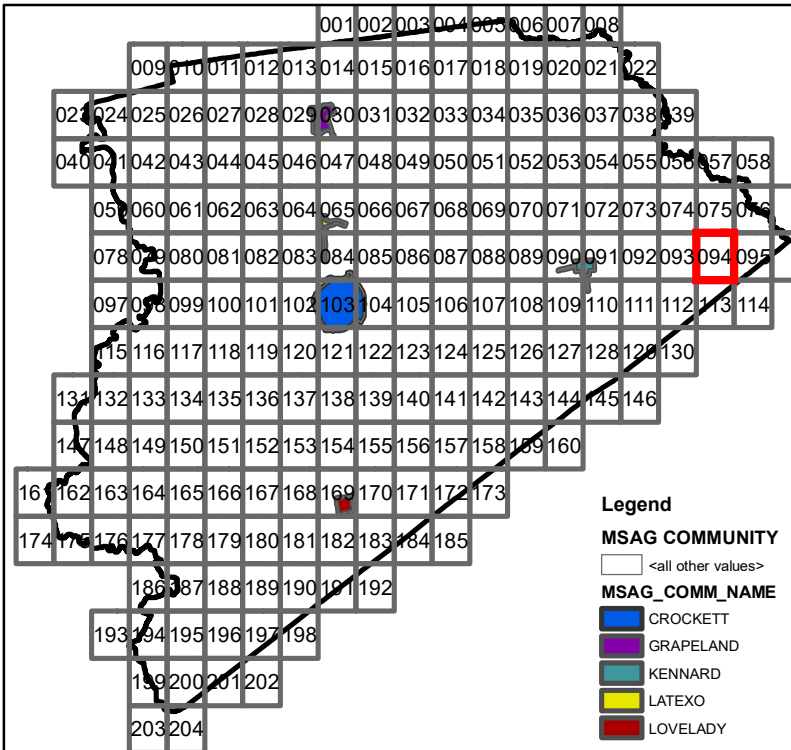 001 002 003 004 005 006 007 008
009 010 011 012 013 014 015 016 017 018 019 020 021 022
023 024 025 026 027 028 029 030 031 032 033 034 035 036 037 038 039
040 041 042 043 044 045 046 047 048 049 050 051 052 053 054 055 056 057 058
059 060 061 062 063 064 065 066 067 068 069 070 071 072 073 074 075 076
078 079 080 081 082 083 084 085 086 087 088 089 090 091 092 093 094 095
097 098 099 100 101 102 103 104 105 106 107 108 109 110 111 112 113 114
115 116 117 118 119 120 121 122 123 124 125 126 127 128 129 130
131 132 133 134 135 136 137 138 139 140 141 142 143 144 145 146
147 148 149 150 151 152 153 154 155 156 157 158 159 160
161 162 163 164 165 166 167 168 169 170 171 172 173
174 175 176 177 178 179 180 181 182 183 184 185
186 187 188 189 190 191 192
193 194 195 196 197 198
199 200 201 202
203 204
Legend
MSAG COMMUNITY
<all other values>
MSAG_COMM_NAME
CROCKETT
GRAPELAND
KENNARD
LATEXO
LOVELADY